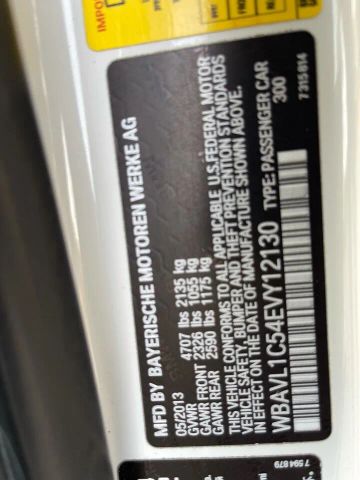 IMPO
MFD BY BAYERISCHE MOTOREN WERKE AG
05/2013
GVWR 4707 lbs 2135 kg
GAWR FRONT 2326 lbs 1055 kg
GAWR REAR 2590 lbs 1175 kg
THIS VEHICLE CONFORMS TO ALL APPLICABLE U.S. FEDERAL MOTOR
VEHICLE SAFETY, BUMPER AND THEFT PREVENTION STANDARDS
IN EFFECT ON THE DATE OF MANUFACTURE SHOWN ABOVE.
WBAVL1C54EVY12130 TYPE: PASSENGER CAR
300
7 315 814
7 594 879